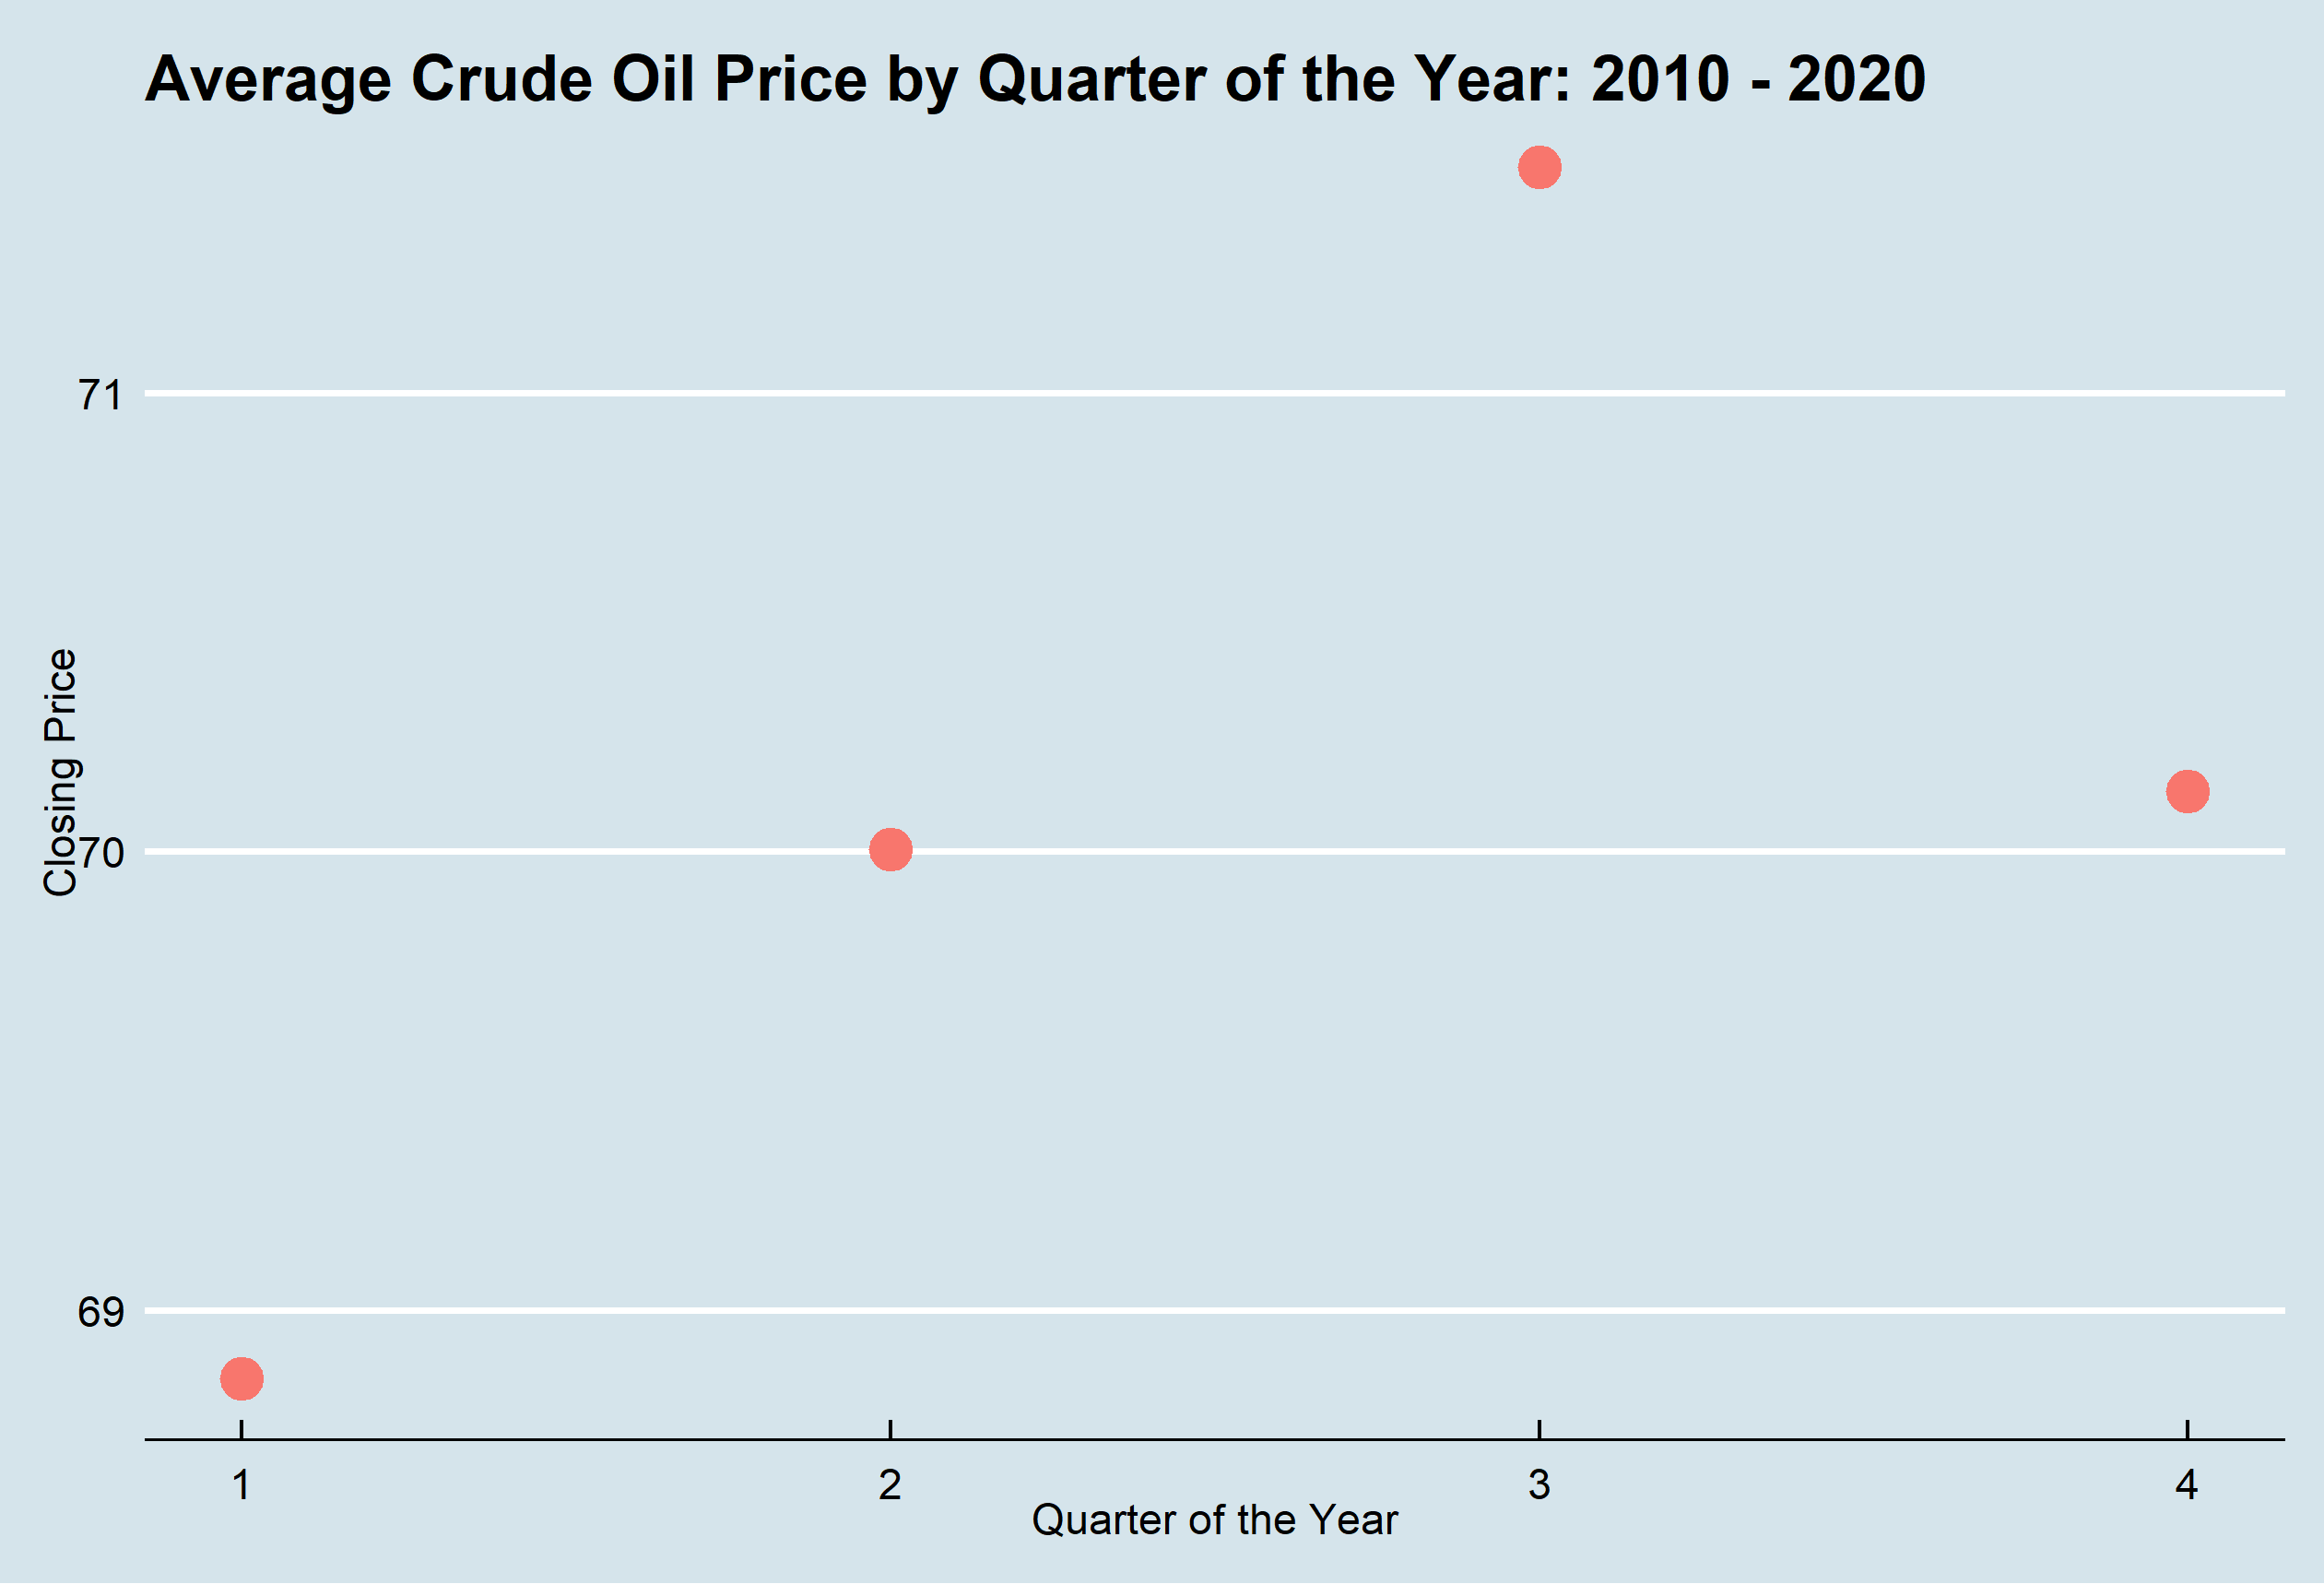 Average Crude Oil Price by Quarter of the Year: 2010 - 2020
71
70
69
Closing Price
1 2 3 4
Quarter of the Year